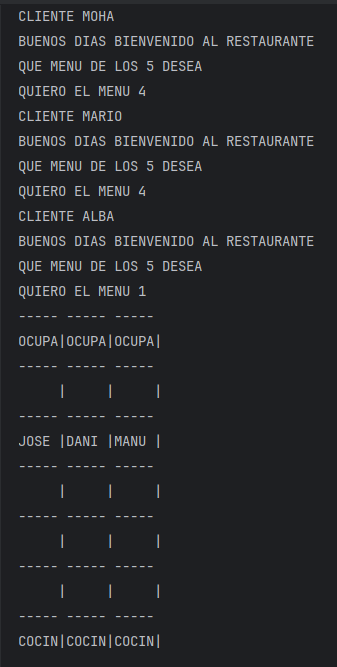 CLIENTE MOHA
BUENOS DIAS BIENVENIDO AL RESTAURANTE
QUE MENU DE LOS 5 DESEA
QUIERO EL MENU 4
CLIENTE MARIO
BUENOS DIAS BIENVENIDO AL RESTAURANTE
QUE MENU DE LOS 5 DESEA
QUIERO EL MENU 4
CLIENTE ALBA
BUENOS DIAS BIENVENIDO AL RESTAURANTE
QUE MENU DE LOS 5 DESEA
QUIERO EL MENU 1
----- ----- -----
OCUPA|OCUPA|OCUPA|
----- ----- -----
     |     |     |
----- ----- -----
JOSE |DANI |MANU |
----- ----- -----
     |     |     |
----- ----- -----
     |     |     |
----- ----- -----
     |     |     |
----- ----- -----
COCIN|COCIN|COCIN|